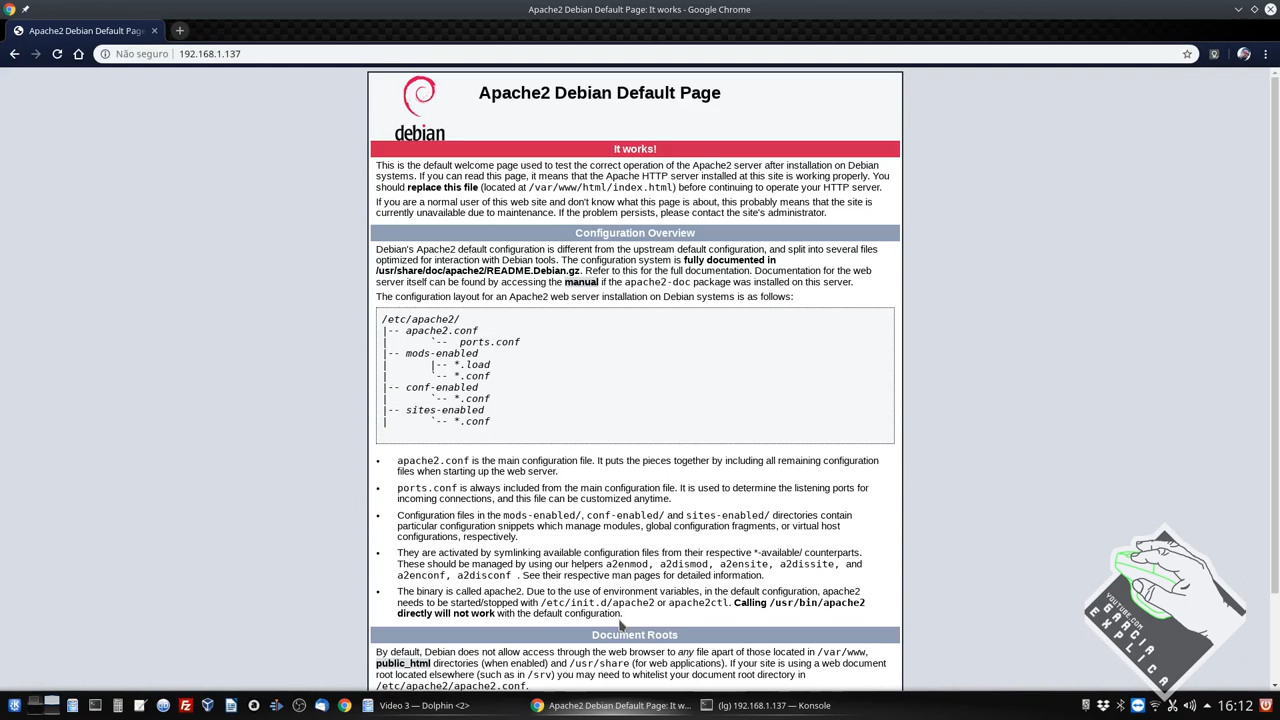 Apache2 Debian Default Page: It works - Google Chrome
Apache2 Debian Default Page
Não seguro | 192.168.1.137
debian
Apache2 Debian Default Page
It works!
This is the default welcome page used to test the correct operation of the Apache2 server after installation on Debian
systems. If you can read this page, it means that the Apache HTTP server installed at this site is working properly. You
should replace this file (located at /var/www/html/index.html) before continuing to operate your HTTP server.
If you are a normal user of this web site and don't know what this page is about, this probably means that the site is
currently unavailable due to maintenance. If the problem persists, please contact the site's administrator.
Configuration Overview
Debian's Apache2 default configuration is different from the upstream default configuration, and split into several files
optimized for interaction with Debian tools. The configuration system is fully documented in
/usr/share/doc/apache2/README.Debian.gz. Refer to this for the full documentation. Documentation for the web
server itself can be found by accessing the manual if the apache2-doc package was installed on this server.
The configuration layout for an Apache2 web server installation on Debian systems is as follows:
/etc/apache2/
|-- apache2.conf
|       `--  ports.conf
|-- mods-enabled
|       |-- *.load
|       `-- *.conf
|-- conf-enabled
|       `-- *.conf
|-- sites-enabled
|       `-- *.conf
• apache2.conf is the main configuration file. It puts the pieces together by including all remaining configuration
files when starting up the web server.
• ports.conf is always included from the main configuration file. It is used to determine the listening ports for
incoming connections, and this file can be customized anytime.
• Configuration files in the mods-enabled/, conf-enabled/ and sites-enabled/ directories contain
particular configuration snippets which manage modules, global configuration fragments, or virtual host
configurations, respectively.
• They are activated by symlinking available configuration files from their respective *-available/ counterparts.
These should be managed by using our helpers a2enmod, a2dismod, a2ensite, a2dissite, and
a2enconf, a2disconf . See their respective man pages for detailed information.
• The binary is called apache2. Due to the use of environment variables, in the default configuration, apache2
needs to be started/stopped with /etc/init.d/apache2 or apache2ctl. Calling /usr/bin/apache2
directly will not work with the default configuration.
Document Roots
By default, Debian does not allow access through the web browser to any file apart of those located in /var/www,
public_html directories (when enabled) and /usr/share (for web applications). If your site is using a web document
root located elsewhere (such as in /srv) you may need to whitelist your document root directory in
/etc/apache2/apache2.conf.
YOUTUBE.COM
GARCIA
EXPLICA
Video 3 — Dolphin <2>
Apache2 Debian Default Page: It w...
(lg) 192.168.1.137 — Konsole
16:12